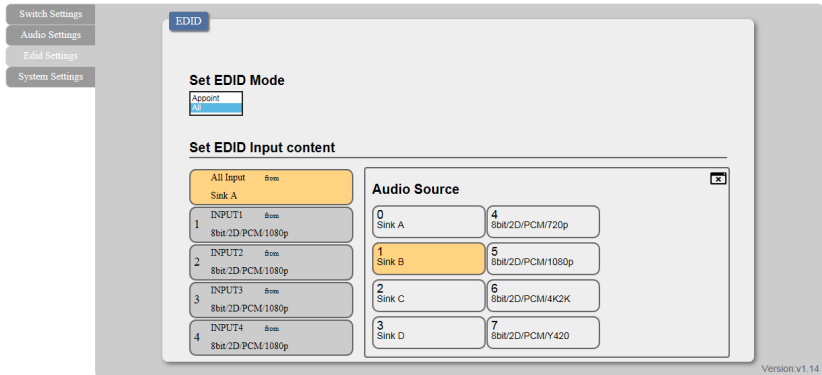 Switch Settings
Audio Settings
Edid Settings
System Settings
EDID
Set EDID Mode
Appoint
All
Set EDID Input content
All Input from
Sink A
1 INPUT1 from
8bit/2D/PCM/1080p
2 INPUT2 from
8bit/2D/PCM/1080p
3 INPUT3 from
8bit/2D/PCM/1080p
4 INPUT4 from
8bit/2D/PCM/1080p
Audio Source
0
Sink A
4
8bit/2D/PCM/720p
1
Sink B
5
8bit/2D/PCM/1080p
2
Sink C
6
8bit/2D/PCM/4K2K
3
Sink D
7
8bit/2D/PCM/Y420
Version:v1.14